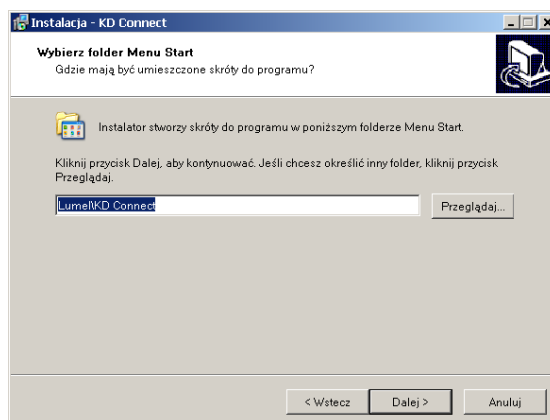 Instalacja - KD Connect
Wybierz folder Menu Start
Gdzie mają być umieszczone skróty do programu?
Instalator stworzy skróty do programu w poniższym folderze Menu Start.
Kliknij przycisk Dalej, aby kontynuować. Jeśli chcesz określić inny folder, kliknij przycisk
Przeglądaj.
Lumel\KD Connect
Przeglądaj...
< Wstecz
Dalej >
Anuluj